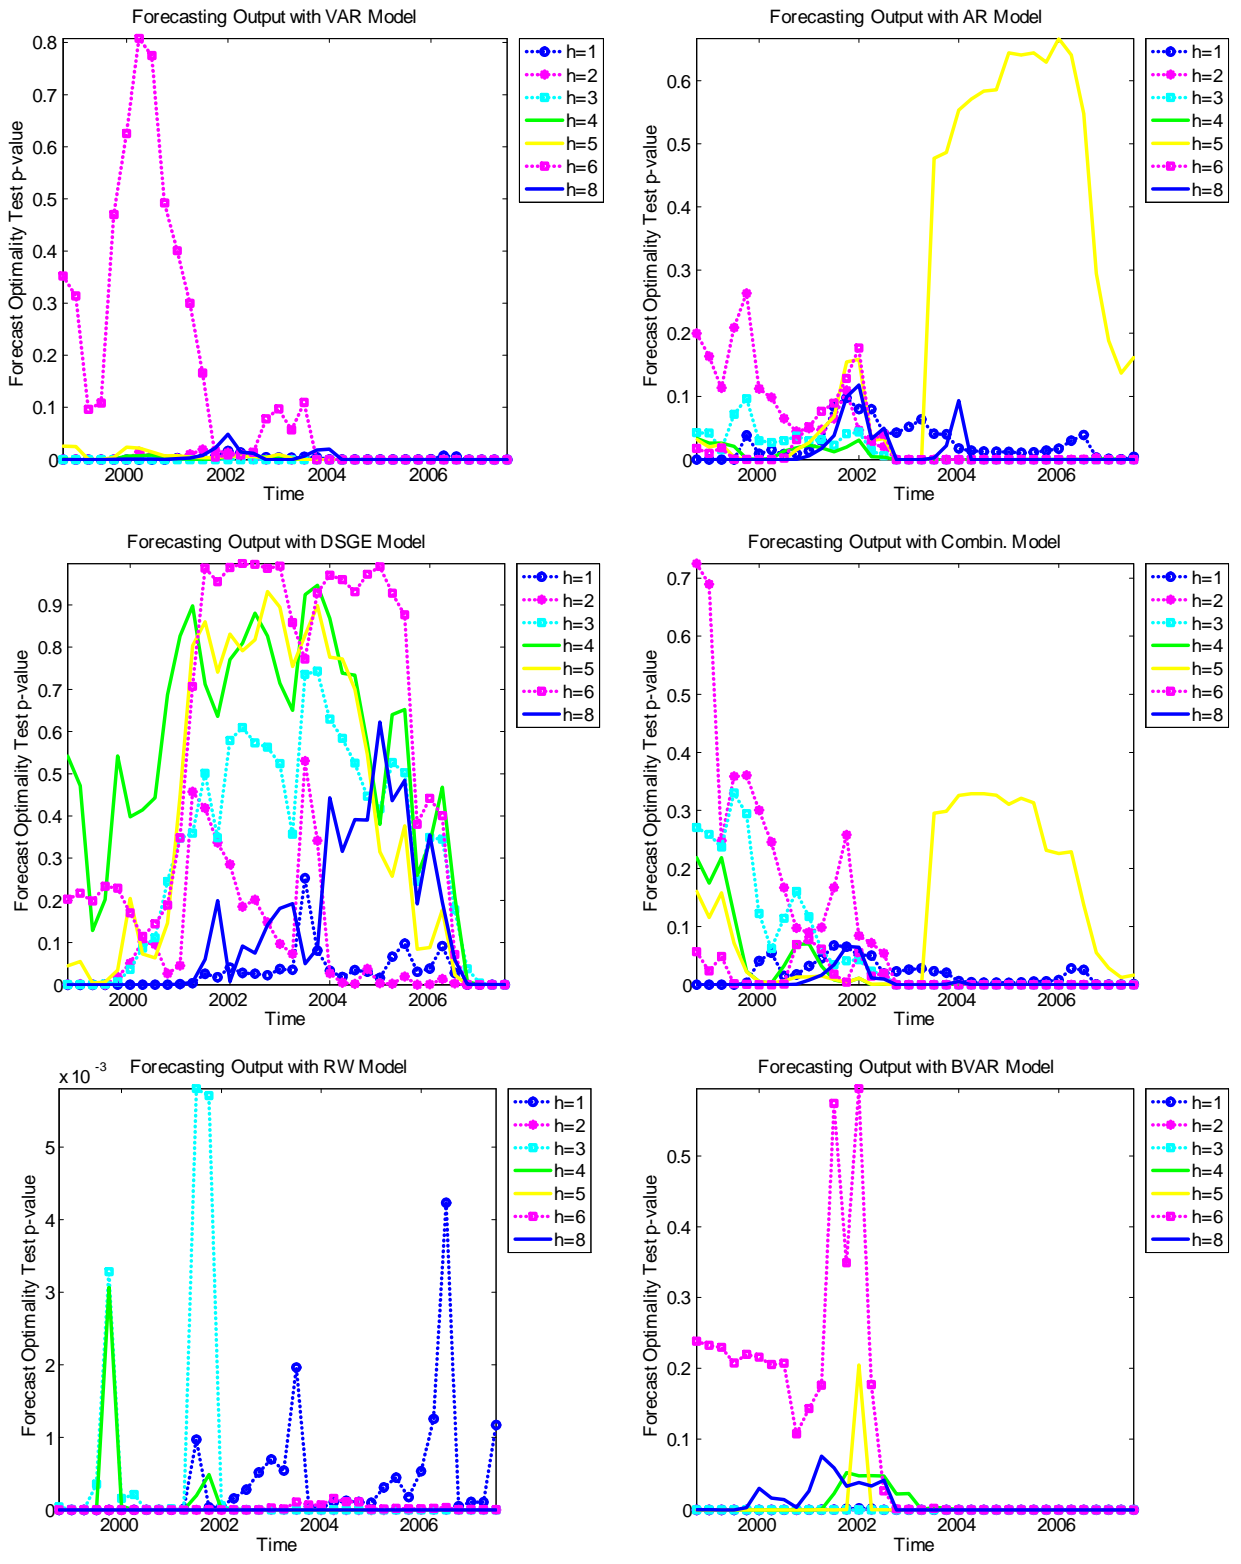 Forecasting Output with VAR Model
Forecast Optimality Test p-value
0.8
0.7
0.6
0.5
0.4
0.3
0.2
0.1
0
2000
2002
2004
2006
Time
h=1
h=2
h=3
h=4
h=5
h=6
h=8
Forecasting Output with AR Model
Forecast Optimality Test p-value
0.6
0.5
0.4
0.3
0.2
0.1
0
2000
2002
2004
2006
Time
h=1
h=2
h=3
h=4
h=5
h=6
h=8
Forecasting Output with DSGE Model
Forecast Optimality Test p-value
0.9
0.8
0.7
0.6
0.5
0.4
0.3
0.2
0.1
0
2000
2002
2004
2006
Time
h=1
h=2
h=3
h=4
h=5
h=6
h=8
Forecasting Output with Combin. Model
Forecast Optimality Test p-value
0.7
0.6
0.5
0.4
0.3
0.2
0.1
0
2000
2002
2004
2006
Time
h=1
h=2
h=3
h=4
h=5
h=6
h=8
Forecasting Output with RW Model
x 10 -3
Forecast Optimality Test p-value
5
4
3
2
1
0
2000
2002
2004
2006
Time
h=1
h=2
h=3
h=4
h=5
h=6
h=8
Forecasting Output with BVAR Model
Forecast Optimality Test p-value
0.5
0.4
0.3
0.2
0.1
0
2000
2002
2004
2006
Time
h=1
h=2
h=3
h=4
h=5
h=6
h=8